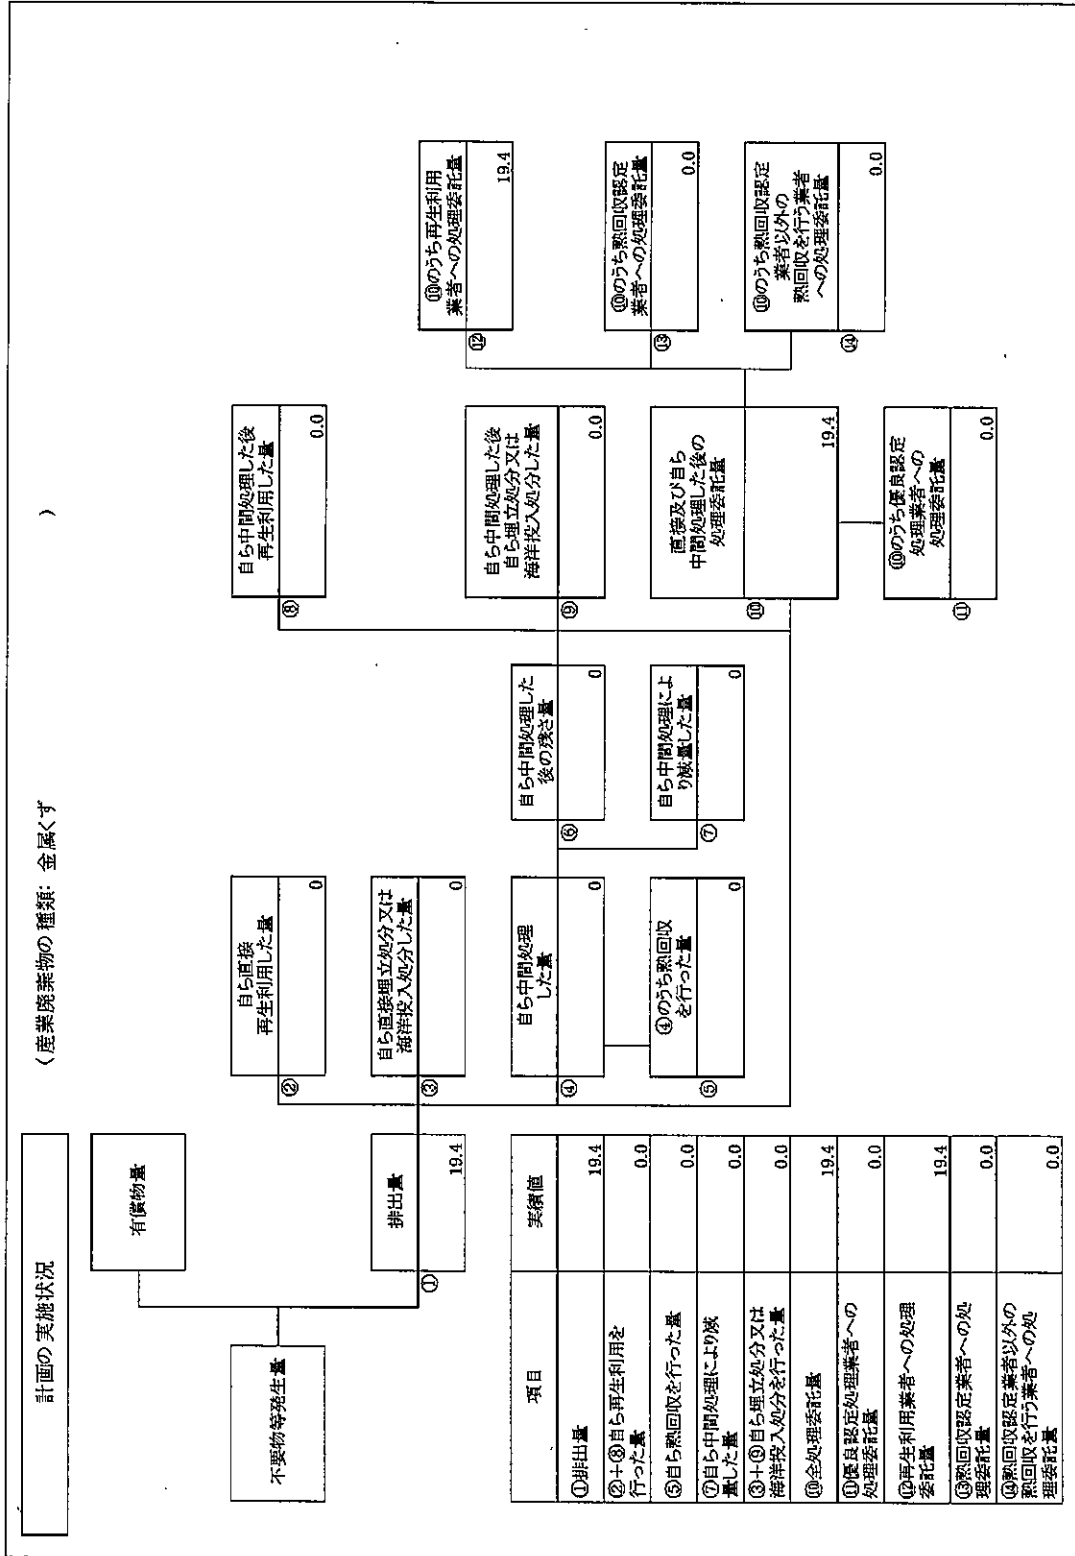 計画の実施状況
（産業廃棄物の種類： 金属くず
）
不要物等発生量
有償物量
①
排出量
19.4
②
自ら直接
再生利用した量
0
③
自ら直接埋立処分又は
海洋投入処分した量
0
④
自ら中間処理
した量
0
⑤
④のうち熱回収
を行った量
0
⑥
自ら中間処理した
後の残さ量
0
⑦
自ら中間処理によ
り減量した量
0
⑧
自ら中間処理した後
再生利用した量
0.0
⑨
自ら中間処理した後
自ら埋立処分又は
海洋投入処分した量
0.0
⑩
直接及び自ら
中間処理した後の
処理委託量
19.4
⑪
⑩のうち優良認定
処理業者への
処理委託量
0.0
⑫
⑩のうち再生利用
業者への処理委託量
19.4
⑬
⑩のうち熱回収認定
業者への処理委託量
0.0
⑭
⑩のうち熱回収認定
業者以外の
熱回収を行う業者
への処理委託量
0.0
項目
実績値
①排出量
19.4
②+⑧自ら再生利用を
行った量
0.0
⑤自ら熱回収を行った量
0.0
⑦自ら中間処理により減
量した量
0.0
③+⑨自ら埋立処分又は
海洋投入処分を行った量
0.0
⑩全処理委託量
19.4
⑪優良認定処理業者への
処理委託量
0.0
⑫再生利用業者への処理
委託量
19.4
⑬熱回収認定業者への処
理委託量
0.0
⑭熱回収認定業者以外の
熱回収を行う業者への処
理委託量
0.0